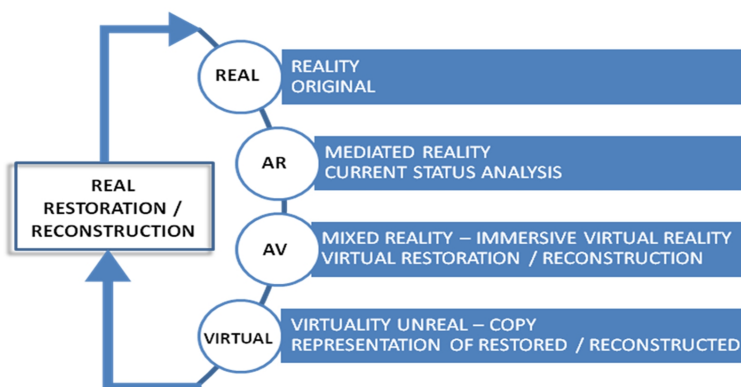 REAL
REALITY
ORIGINAL
AR
MEDIATED REALITY
CURRENT STATUS ANALYSIS
REAL
RESTORATION /
RECONSTRUCTION
AV
MIXED REALITY – IMMERSIVE VIRTUAL REALITY
VIRTUAL RESTORATION / RECONSTRUCTION
VIRTUAL
VIRTUALITY UNREAL – COPY
REPRESENTATION OF RESTORED / RECONSTRUCTED